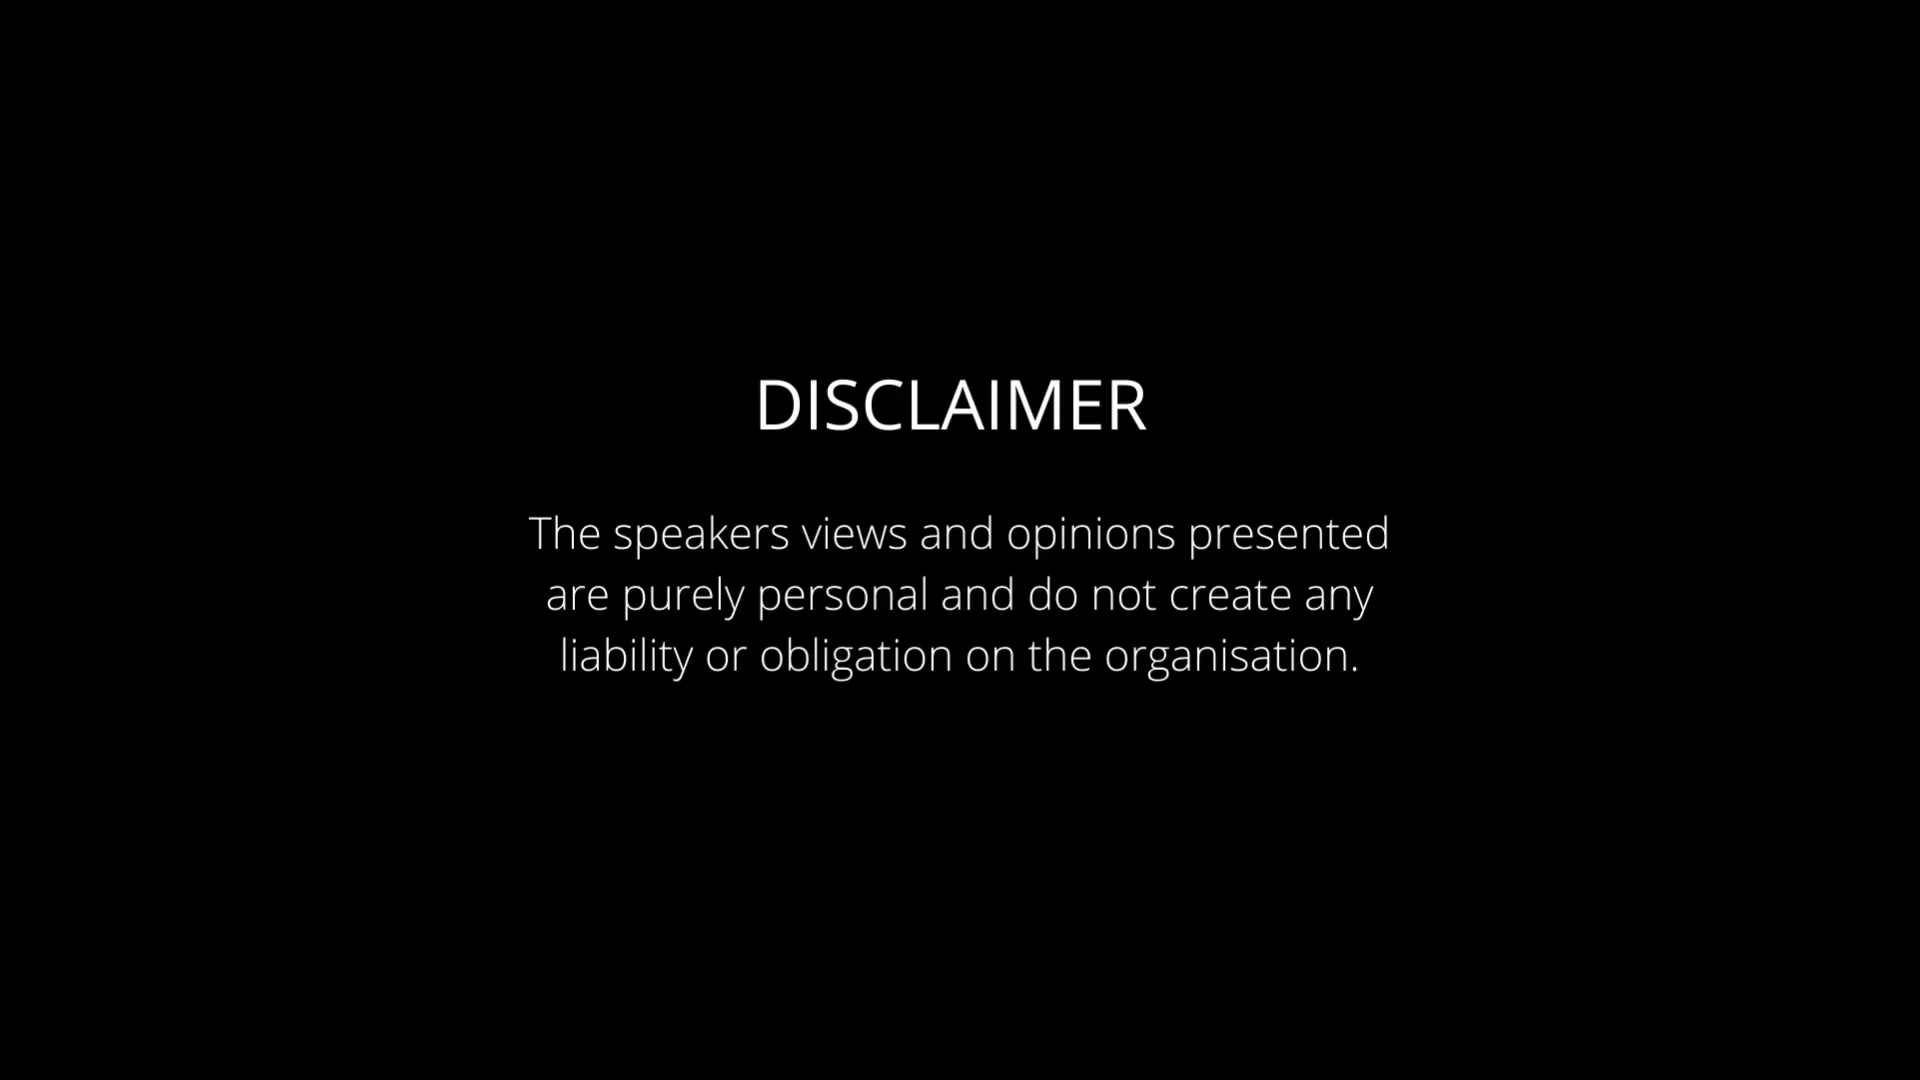 DISCLAIMER
The speakers views and opinions presented
are purely personal and do not create any
liability or obligation on the organisation.